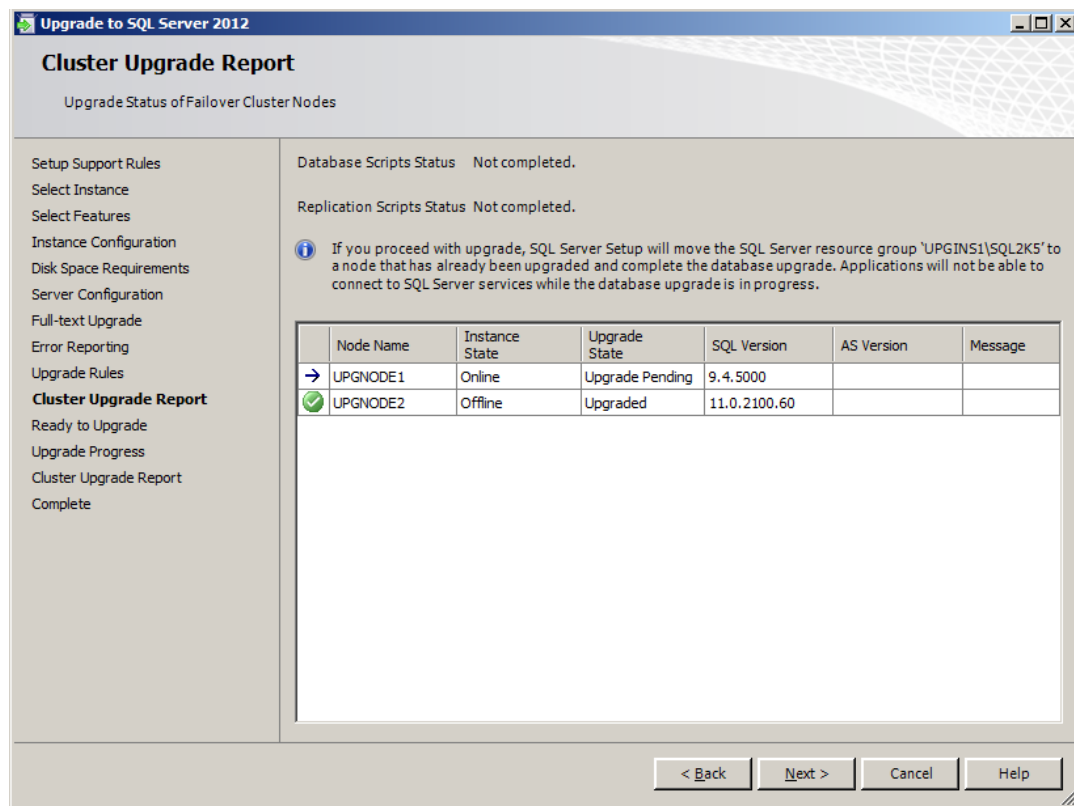 Upgrade to SQL Server 2012
Cluster Upgrade Report
Upgrade Status of Failover Cluster Nodes
Setup Support Rules
Select Instance
Select Features
Instance Configuration
Disk Space Requirements
Server Configuration
Full-text Upgrade
Error Reporting
Upgrade Rules
Cluster Upgrade Report
Ready to Upgrade
Upgrade Progress
Cluster Upgrade Report
Complete
Database Scripts Status Not completed.
Replication Scripts Status Not completed.
If you proceed with upgrade, SQL Server Setup will move the SQL Server resource group ‘UPGINS1\SQL2K5’ to
a node that has already been upgraded and complete the database upgrade. Applications will not be able to
connect to SQL Server services while the database upgrade is in progress.
Node Name Instance State Upgrade State SQL Version AS Version Message
UPGNODE1 Online Upgrade Pending 9.4.5000
UPGNODE2 Offline Upgraded 11.0.2100.60
< Back Next > Cancel Help